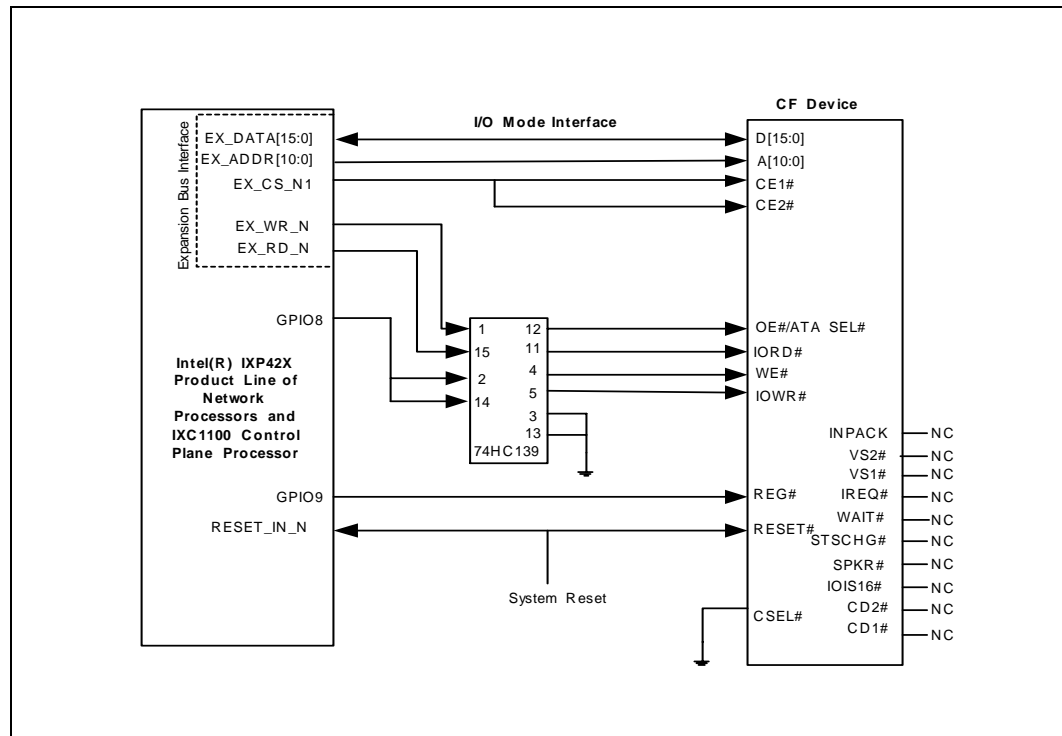 CF Device
I/O Mode Interface
Expansion Bus Interface
EX_DATA[15:0]
EX_ADDR[10:0]
EX_CS_N1
EX_WR_N
EX_RD_N
GPIO8
Intel(R) IXP42X
Product Line of
Network
Processors and
IXC1100 Control
Plane Processor
GPIO9
RESET_IN_N
1 12
15 11
2 4
14 5
3
13
74HC139
System Reset
D[15:0]
A[10:0]
CE1#
CE2#
OE#/ATA SEL#
IORD#
WE#
IOWR#
REG#
RESET#
CSEL#
INPACK NC
VS2# NC
VS1# NC
IREQ# NC
WAIT# NC
STSCHG# NC
SPKR# NC
IOIS16# NC
CD2# NC
CD1# NC